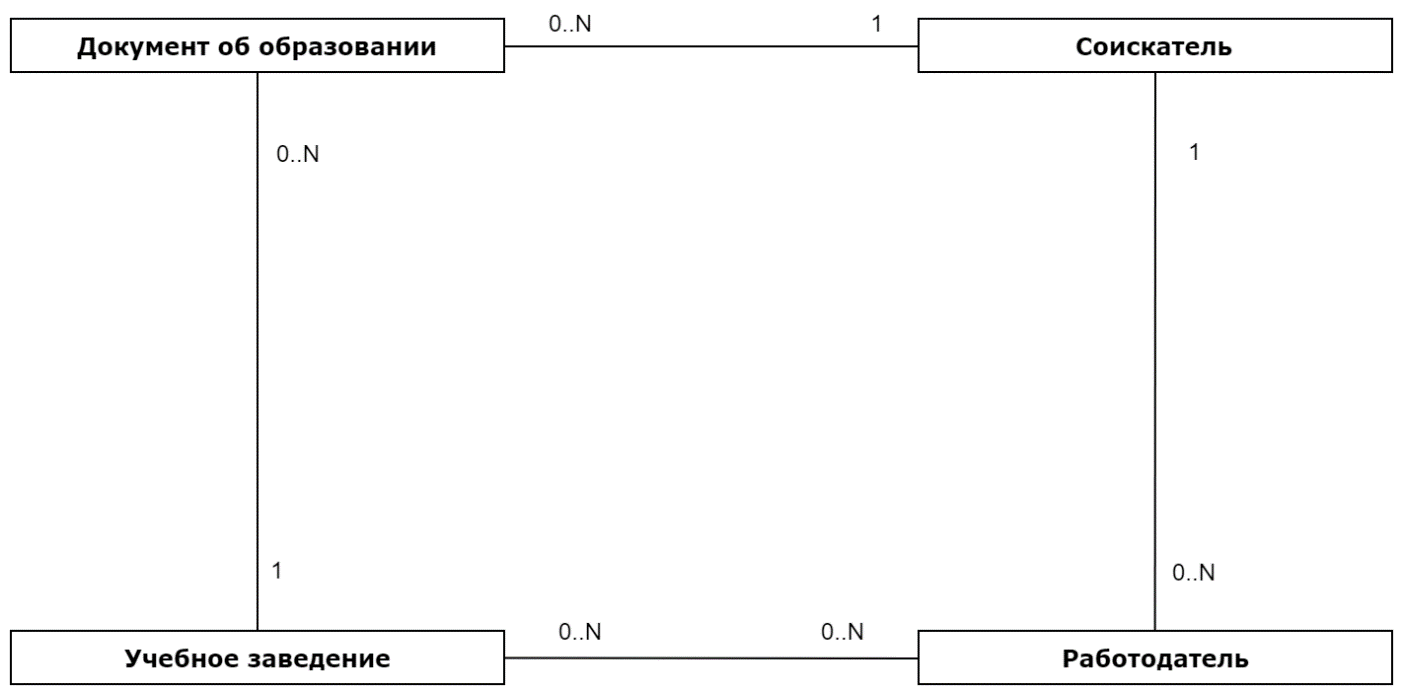 0..N
1
Документ об образовании
Соискатель
0..N
1
1
0..N
0..N
0..N
Учебное заведение
Работодатель